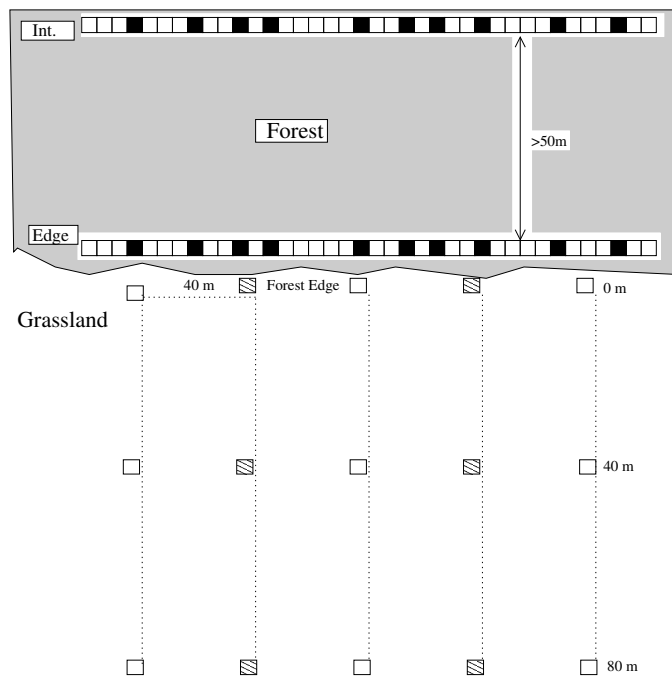 Int.
Forest
>50m
Edge
40 m
Forest Edge
0 m
Grassland
40 m
80 m